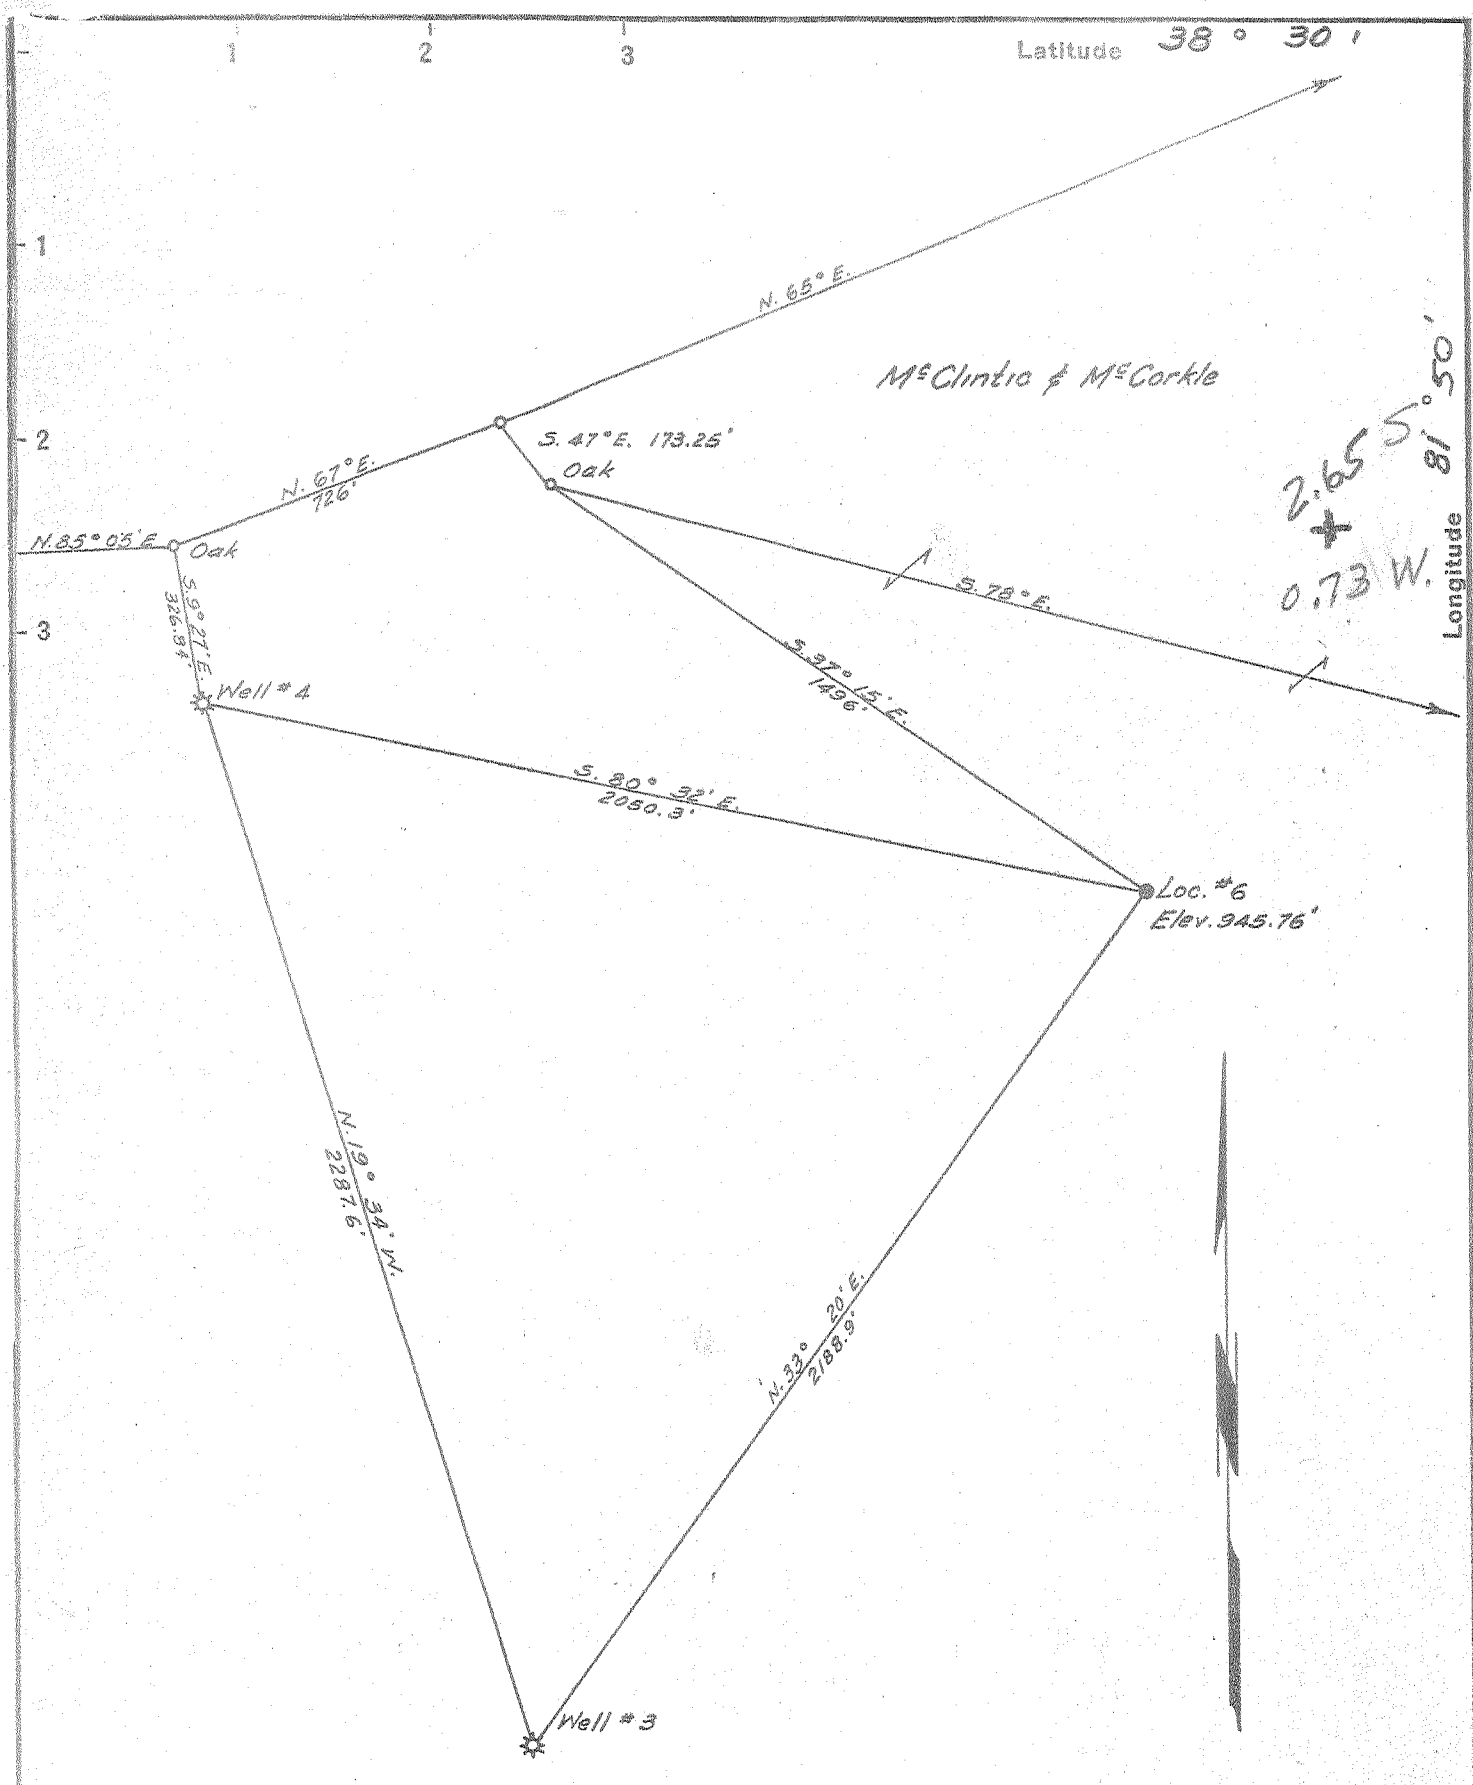 1 2 3 Latitude 38° 30'
1
N. 65° E.
McClintic & McCorkle
Longitude 81° 50'
2
S. 47° E. 173.25'
Oak
N. 67° E.
726'
2.65 S
+
0.73 W.
N. 85° 05' E.
Oak
S. 78° E.
3
S. 9° 27' E.
326.84'
Well #4
S. 37° 15' E.
1496'
S. 80° 32' E.
2050.3'
Loc. #6
Elev. 945.76'
N. 19° 34' W.
2287.6'
N. 33° 20' E.
2188.9'
Well #3